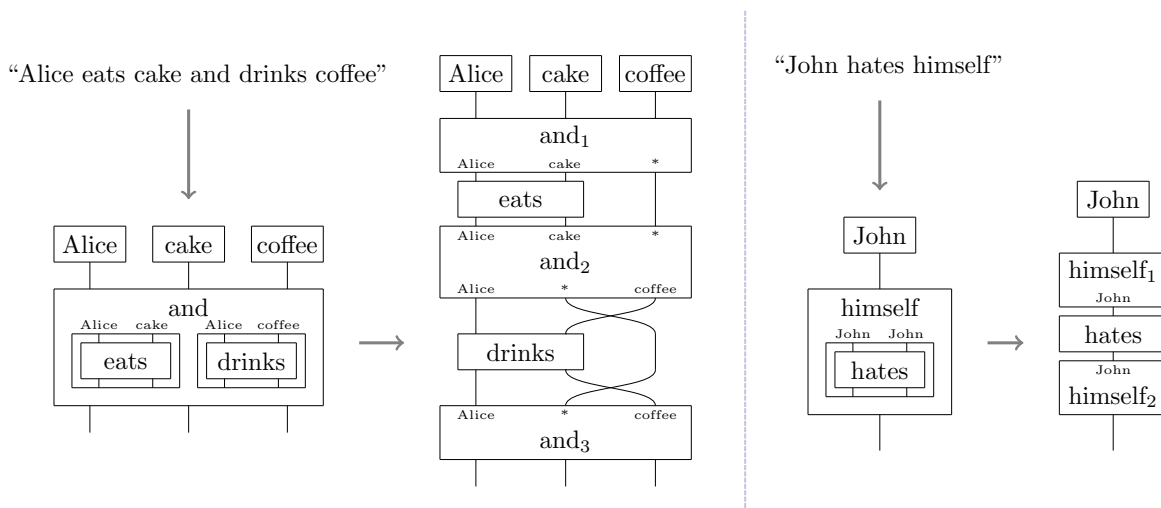 “Alice eats cake and drinks coffee”
Alice cake coffee
and
Alice cake Alice coffee
eats drinks
Alice cake coffee
and₁
Alice cake *
eats
Alice cake *
and₂
Alice * coffee
drinks
Alice * coffee
and₃
“John hates himself”
John
himself
John John
hates
John
himself₁
John
hates
John
himself₂